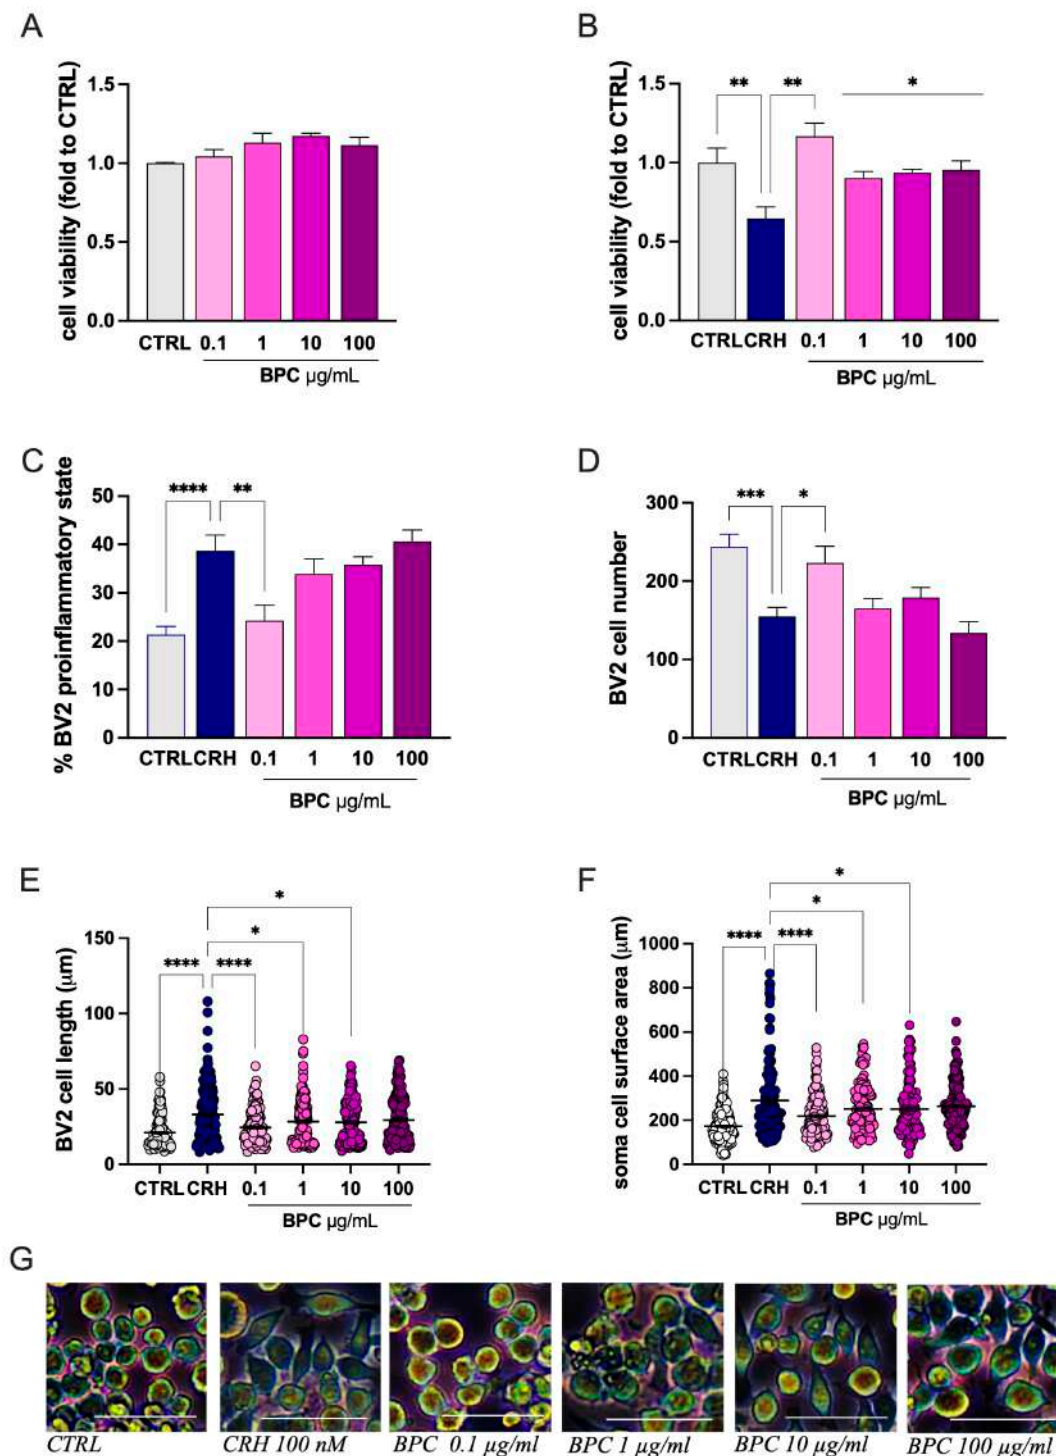 A
cell viability (fold to CTRL)
1.5
1.0
0.5
0.0
CTRL 0.1 1 10 100
BPC µg/mL
B
cell viability (fold to CTRL)
** ** *
1.5
1.0
0.5
0.0
CTRL CRH 0.1 1 10 100
BPC µg/mL
C
% BV2 proinflammatory state
**** **
50
40
30
20
10
0
CTRL CRH 0.1 1 10 100
BPC µg/mL
D
BV2 cell number
*** *
300
200
100
0
CTRL CRH 0.1 1 10 100
BPC µg/mL
E
BV2 cell length (µm)
*
*
**** ****
150
100
50
0
CTRL CRH 0.1 1 10 100
BPC µg/mL
F
soma cell surface area (µm)
*
*
**** ****
1000
800
600
400
200
0
CTRL CRH 0.1 1 10 100
BPC µg/mL
G
CTRL CRH 100 nM BPC 0.1 µg/ml BPC 1 µg/ml BPC 10 µg/ml BPC 100 µg/ml